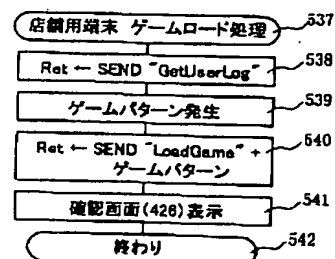 店舗用端末 ゲームロード処理
537
Ret ← SEND "GetUserLog"
538
ゲームパターン発生
539
Ret ← SEND "LoadGame" +
ゲームパターン
540
確認画面(426)表示
541
終わり
542